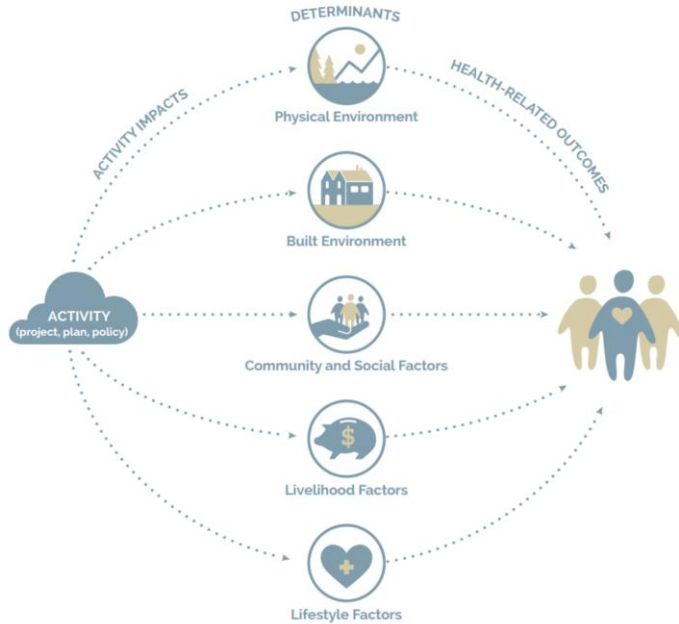 DETERMINANTS
ACTIVITY IMPACTS
HEALTH-RELATED OUTCOMES
Physical Environment
Built Environment
ACTIVITY
(project, plan, policy)
Community and Social Factors
$
Livelihood Factors
Lifestyle Factors